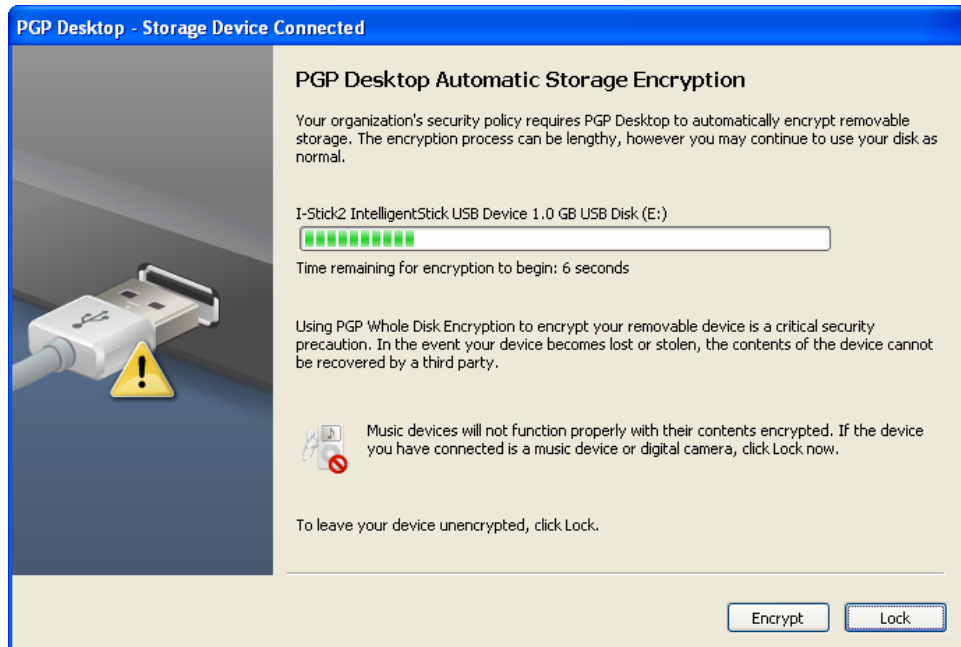 PGP Desktop - Storage Device Connected
PGP Desktop Automatic Storage Encryption
Your organization's security policy requires PGP Desktop to automatically encrypt removable
storage. The encryption process can be lengthy, however you may continue to use your disk as
normal.
I-Stick2 IntelligentStick USB Device 1.0 GB USB Disk (E:)
Time remaining for encryption to begin: 6 seconds
Using PGP Whole Disk Encryption to encrypt your removable device is a critical security
precaution. In the event your device becomes lost or stolen, the contents of the device cannot
be recovered by a third party.
Music devices will not function properly with their contents encrypted. If the device
you have connected is a music device or digital camera, click Lock now.
To leave your device unencrypted, click Lock.
Encrypt
Lock